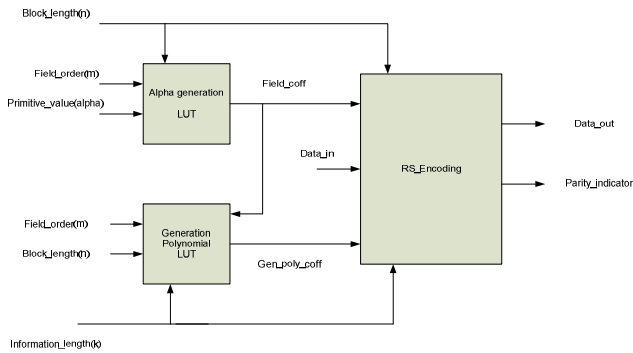 Block_length(n)
Field_order(m)
Primitive_value(alpha)
Alpha generation
LUT
Field_coff
Data_in
RS_Encoding
Data_out
Parity_indicator
Field_order(m)
Block_length(n)
Generation
Polynomial
LUT
Gen_poly_coff
Information_length(k)